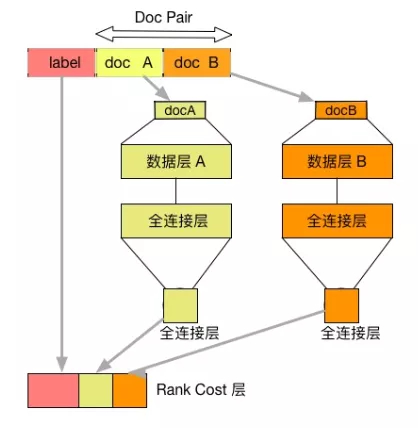 Doc Pair
label doc A doc B
docA docB
数据层 A 数据层 B
全连接层 全连接层
全连接层 全连接层
Rank Cost 层